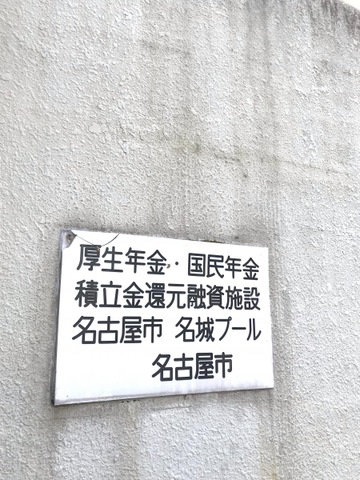 厚生年金・国民年金
積立金還元融資施設
名古屋市 名城プール
名古屋市